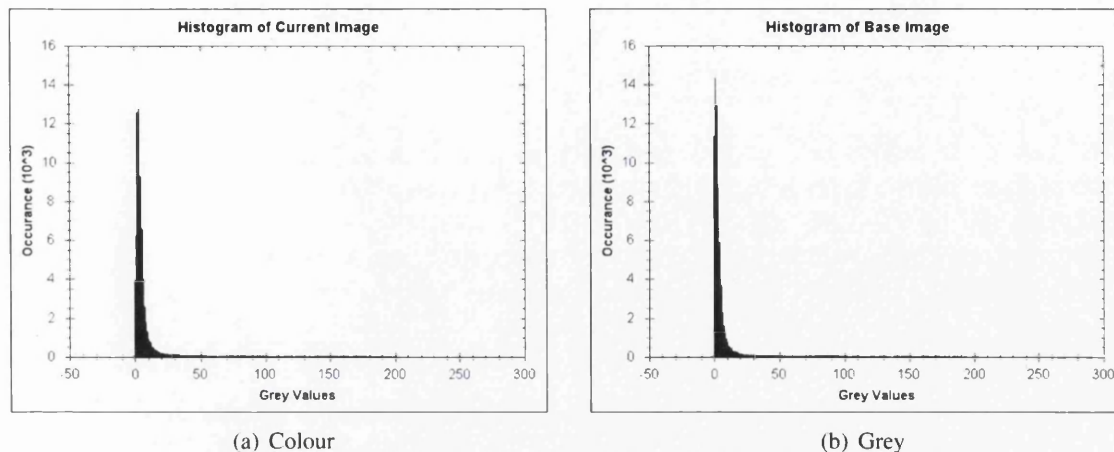 Histogram of Current Image
16
14
12
10
8
6
4
2
0
Occurance (10^3)
-50 0 50 100 150 200 250 300
Grey Values
(a) Colour
Histogram of Base Image
16
14
12
10
8
6
4
2
0
Occurance (10^3)
-50 0 50 100 150 200 250 300
Grey Values
(b) Grey